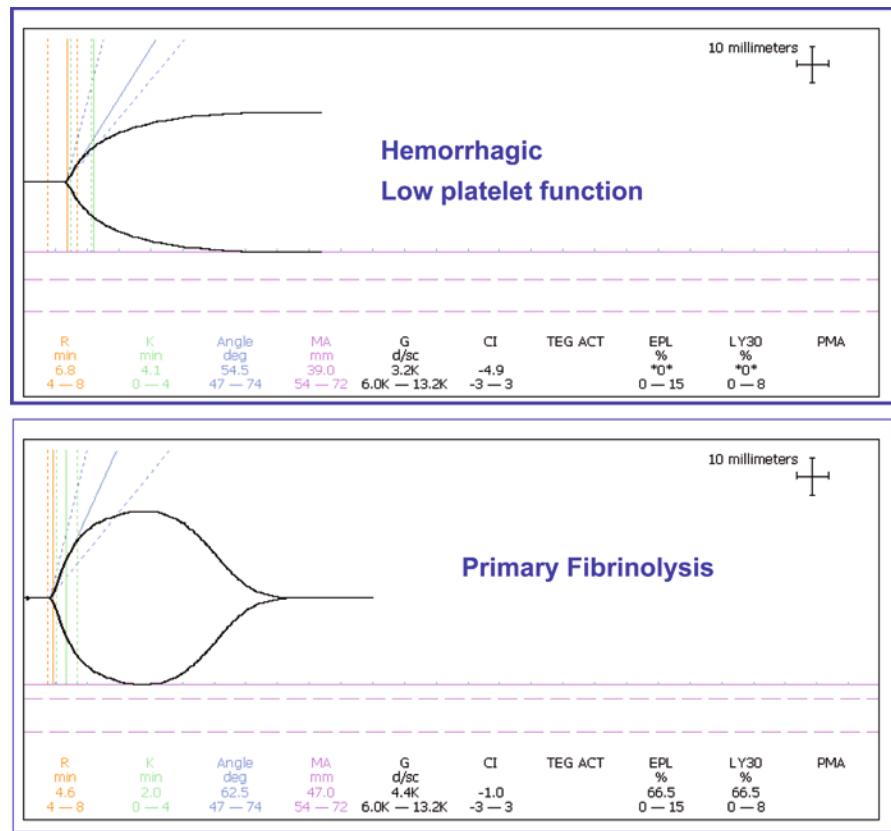 10 millimeters
Hemorrhagic
Low platelet function
R K Angle MA G CI TEG ACT EPL LY30 PMA
min min deg mm d/sc % %
6.8 4.1 54.5 39.0 3.2K -4.9 *0* *0*
4 — 8 0 — 4 47 — 74 54 — 72 6.0K — 13.2K -3 — 3 0 — 15 0 — 8
10 millimeters
Primary Fibrinolysis
R K Angle MA G CI TEG ACT EPL LY30 PMA
min min deg mm d/sc % %
4.6 2.0 62.5 47.0 4.4K -1.0 66.5 66.5
4 — 8 0 — 4 47 — 74 54 — 72 6.0K — 13.2K -3 — 3 0 — 15 0 — 8